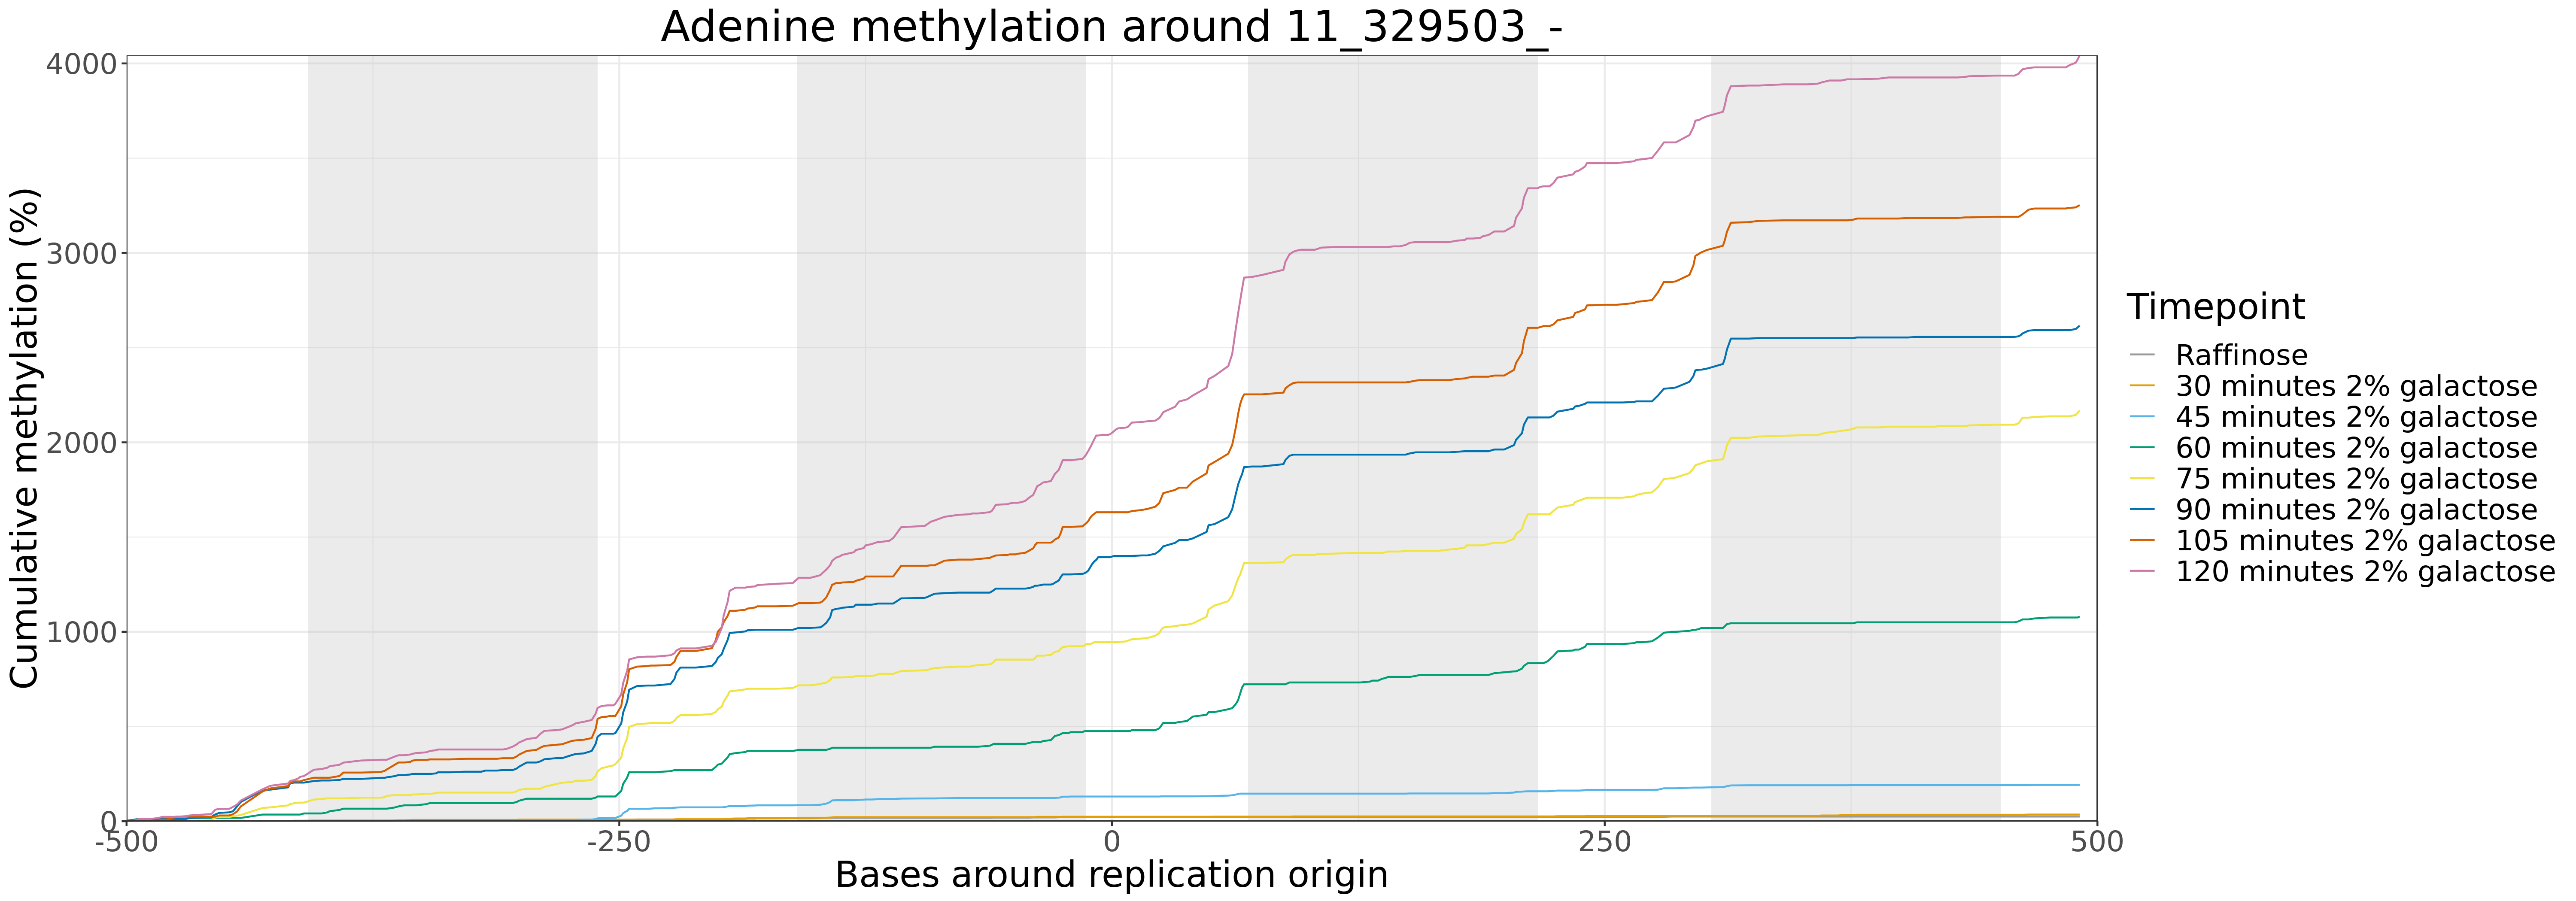 Adenine methylation around 11_329503_-
Cumulative methylation (%)
4000
3000
2000
1000
0
-500
-250
0
250
500
Bases around replication origin
Timepoint
Raffinose
30 minutes 2% galactose
45 minutes 2% galactose
60 minutes 2% galactose
75 minutes 2% galactose
90 minutes 2% galactose
105 minutes 2% galactose
120 minutes 2% galactose